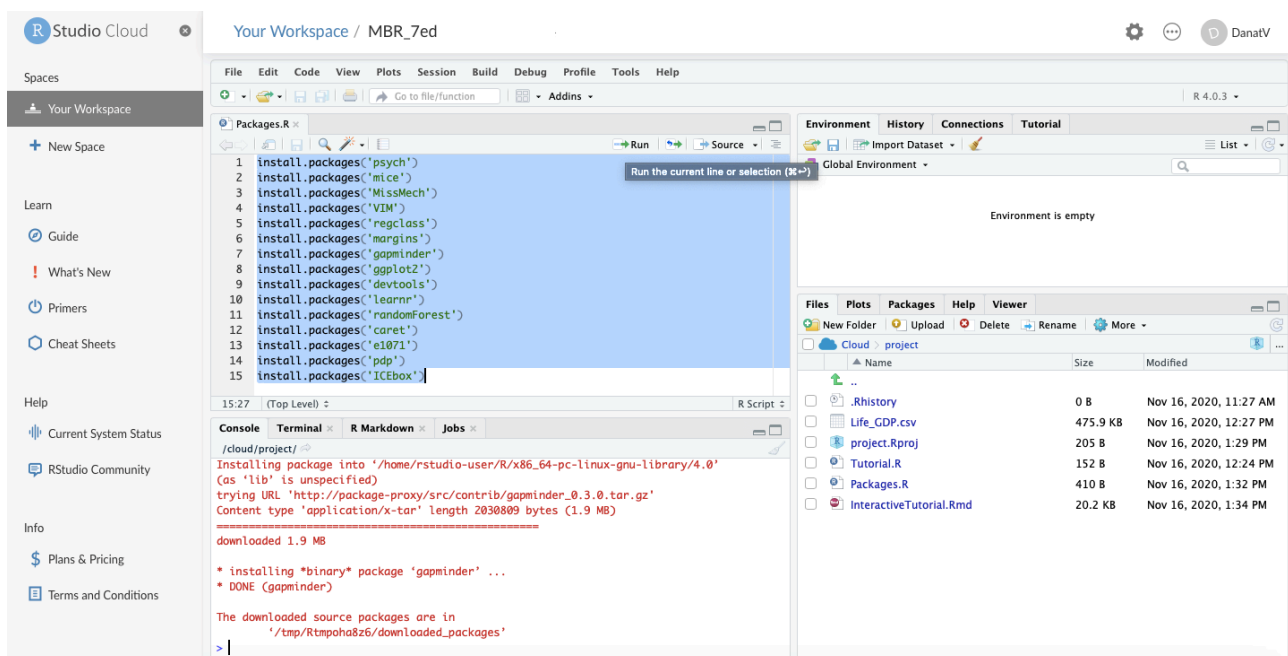 R Studio Cloud
Your Workspace / MBR_7ed
D DanatV
Spaces
Your Workspace
New Space
Learn
Guide
What's New
Primers
Cheat Sheets
Help
Current System Status
RStudio Community
Info
Plans & Pricing
Terms and Conditions
File Edit Code View Plots Session Build Debug Profile Tools Help
Go to file/function Addins
R 4.0.3
Packages.R
Run Source
Run the current line or selection (⌘↩)
1 install.packages('psych')
2 install.packages('mice')
3 install.packages('MissMech')
4 install.packages('VIM')
5 install.packages('regclass')
6 install.packages('margins')
7 install.packages('gapminder')
8 install.packages('ggplot2')
9 install.packages('devtools')
10 install.packages('learnr')
11 install.packages('randomForest')
12 install.packages('caret')
13 install.packages('e1071')
14 install.packages('pdp')
15 install.packages('ICEbox')
15:27 (Top Level) R Script
Console Terminal R Markdown Jobs
/cloud/project/
Installing package into ‘/home/rstudio-user/R/x86_64-pc-linux-gnu-library/4.0’
(as ‘lib’ is unspecified)
trying URL 'http://package-proxy/src/contrib/gapminder_0.3.0.tar.gz'
Content type 'application/x-tar' length 2030809 bytes (1.9 MB)
==================================================
downloaded 1.9 MB
* installing *binary* package ‘gapminder’ ...
* DONE (gapminder)
The downloaded source packages are in
‘/tmp/Rtmpoha8z6/downloaded_packages’
>
Environment History Connections Tutorial
Import Dataset List
Global Environment
Environment is empty
Files Plots Packages Help Viewer
New Folder Upload Delete Rename More
Cloud > project R ...
Name Size Modified
..
.Rhistory 0 B Nov 16, 2020, 11:27 AM
Life_GDP.csv 475.9 KB Nov 16, 2020, 12:27 PM
project.Rproj 205 B Nov 16, 2020, 1:29 PM
Tutorial.R 152 B Nov 16, 2020, 12:24 PM
Packages.R 410 B Nov 16, 2020, 1:32 PM
InteractiveTutorial.Rmd 20.2 KB Nov 16, 2020, 1:34 PM